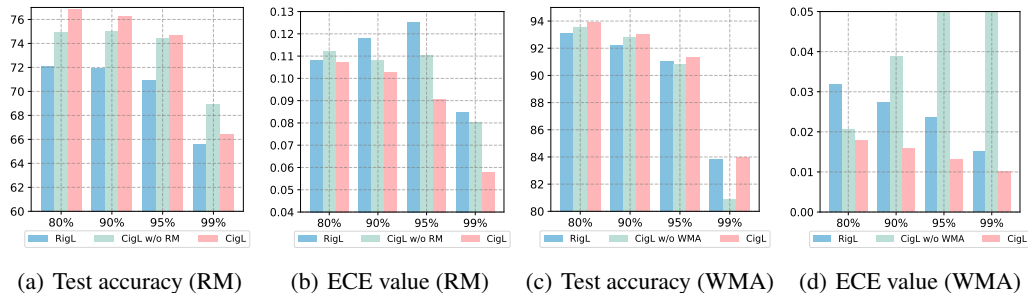 76
74
72
70
68
66
64
62
60
80% 90% 95% 99%
RigL CigL w/o RM CigL
(a) Test accuracy (RM)
0.13
0.12
0.11
0.10
0.09
0.08
0.07
0.06
0.05
0.04
80% 90% 95% 99%
RigL CigL w/o RM CigL
(b) ECE value (RM)
94
92
90
88
86
84
82
80
80% 90% 95% 99%
RigL CigL w/o WMA CigL
(c) Test accuracy (WMA)
0.05
0.04
0.03
0.02
0.01
0.00
80% 90% 95% 99%
RigL CigL w/o WMA CigL
(d) ECE value (WMA)